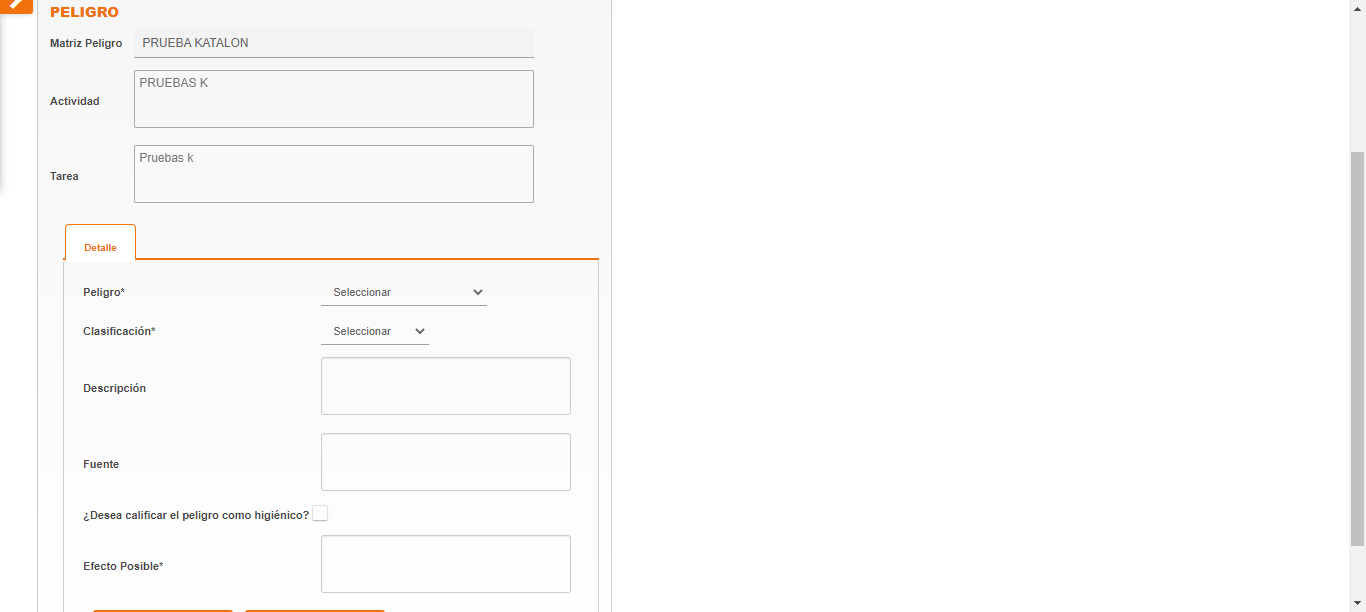 PELIGRO
Matriz Peligro PRUEBA KATALON
Actividad PRUEBAS K
Tarea Pruebas k
Detalle
Peligro* Seleccionar
Clasificación* Seleccionar
Descripción
Fuente
¿Desea calificar el peligro como higiénico?
Efecto Posible*